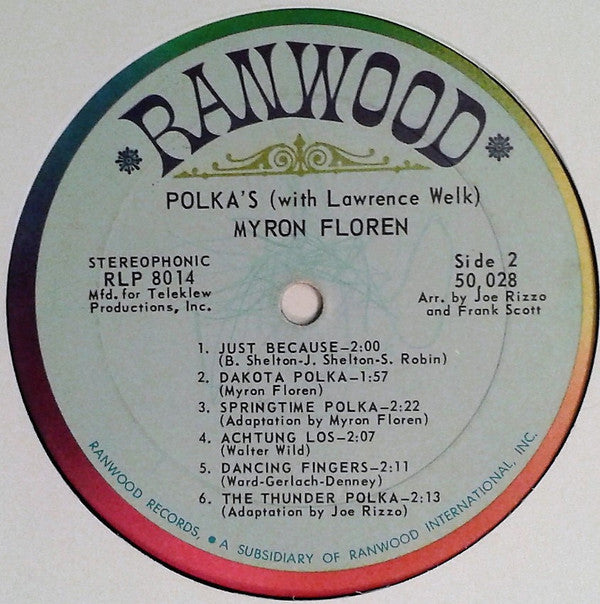 RANWOOD
POLKA'S (with Lawrence Welk)
MYRON FLOREN
STEREOPHONIC
RLP 8014
Mfd. for Teleklew
Productions, Inc.
Side 2
50,028
Arr. by Joe Rizzo
and Frank Scott
1. JUST BECAUSE–2:00
(B. Shelton-J. Shelton-S. Robin)
2. DAKOTA POLKA–1:57
(Myron Floren)
3. SPRINGTIME POLKA–2:22
(Adaptation by Myron Floren)
4. ACHTUNG LOS–2:07
(Walter Wild)
5. DANCING FINGERS–2:11
(Ward-Gerlach-Denney)
6. THE THUNDER POLKA–2:13
(Adaptation by Joe Rizzo)
RANWOOD RECORDS, • A SUBSIDIARY OF RANWOOD INTERNATIONAL, INC.